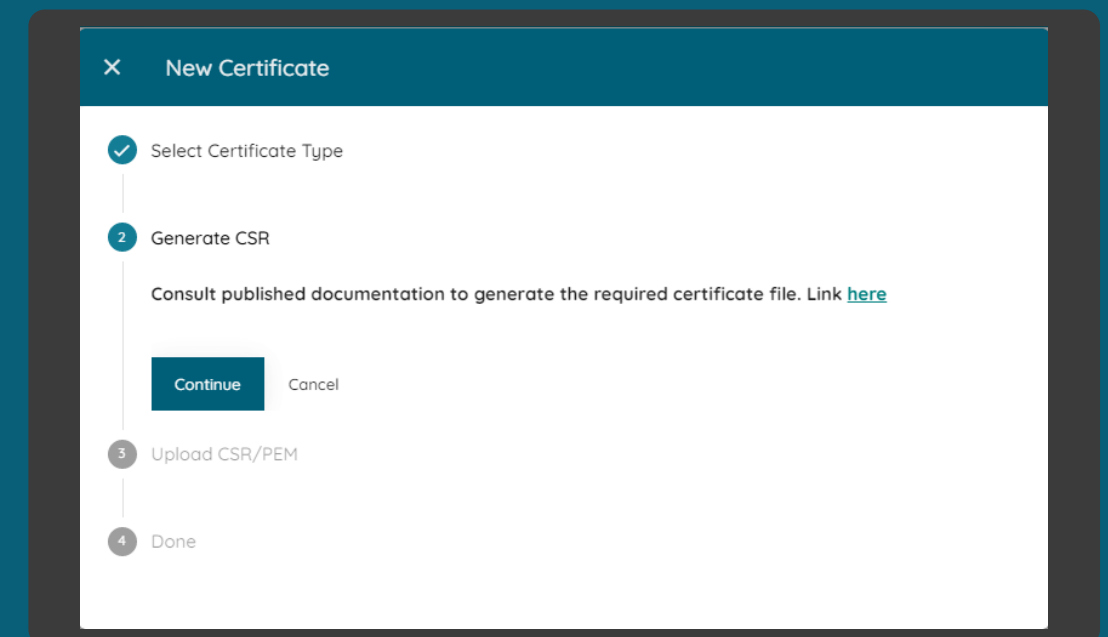 New Certificate
Select Certificate Type
2 Generate CSR
Consult published documentation to generate the required certificate file. Link here
Continue Cancel
3 Upload CSR/PEM
4 Done